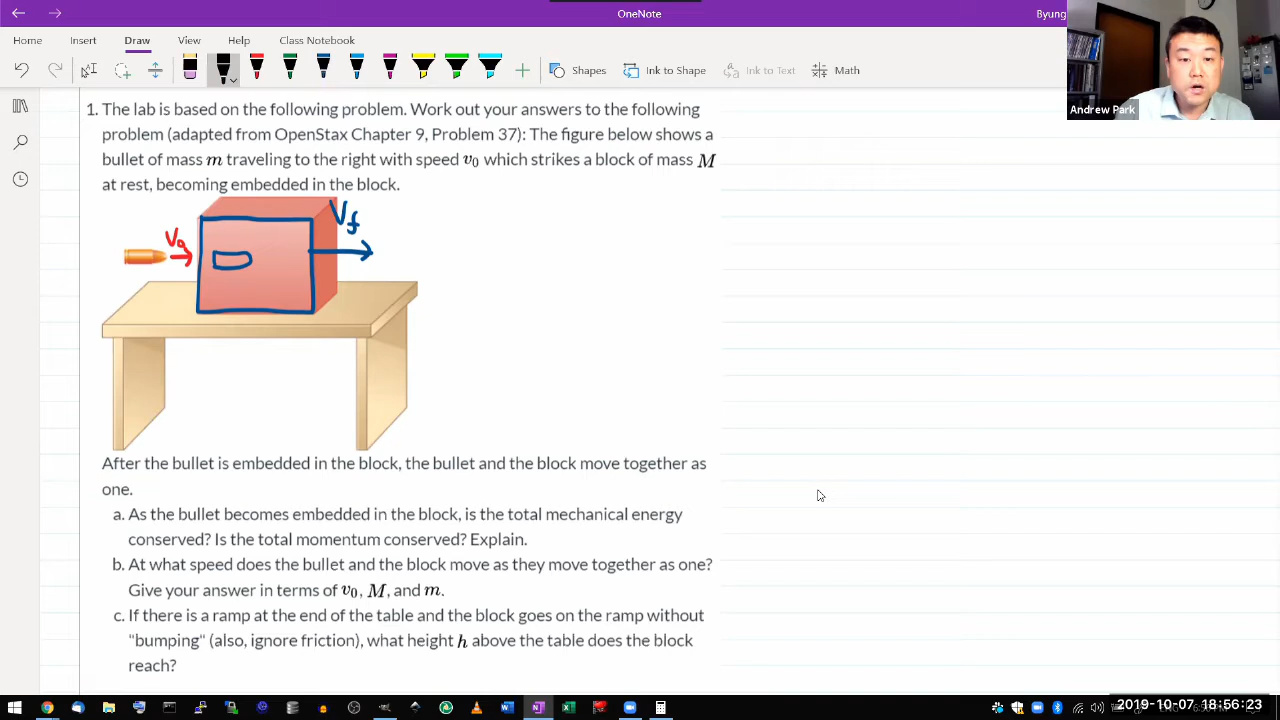 OneNote
Byung
Home Insert Draw View Help Class Notebook
Shapes Ink to Shape Ink to Text Math
Andrew Park
1. The lab is based on the following problem. Work out your answers to the following
problem (adapted from OpenStax Chapter 9, Problem 37): The figure below shows a
bullet of mass m traveling to the right with speed v₀ which strikes a block of mass M
at rest, becoming embedded in the block.
V₀
V_f
After the bullet is embedded in the block, the bullet and the block move together as
one.
a. As the bullet becomes embedded in the block, is the total mechanical energy
conserved? Is the total momentum conserved? Explain.
b. At what speed does the bullet and the block move as they move together as one?
Give your answer in terms of v₀, M, and m.
c. If there is a ramp at the end of the table and the block goes on the ramp without
"bumping" (also, ignore friction), what height h above the table does the block
reach?
2019-10-07 18:56:23